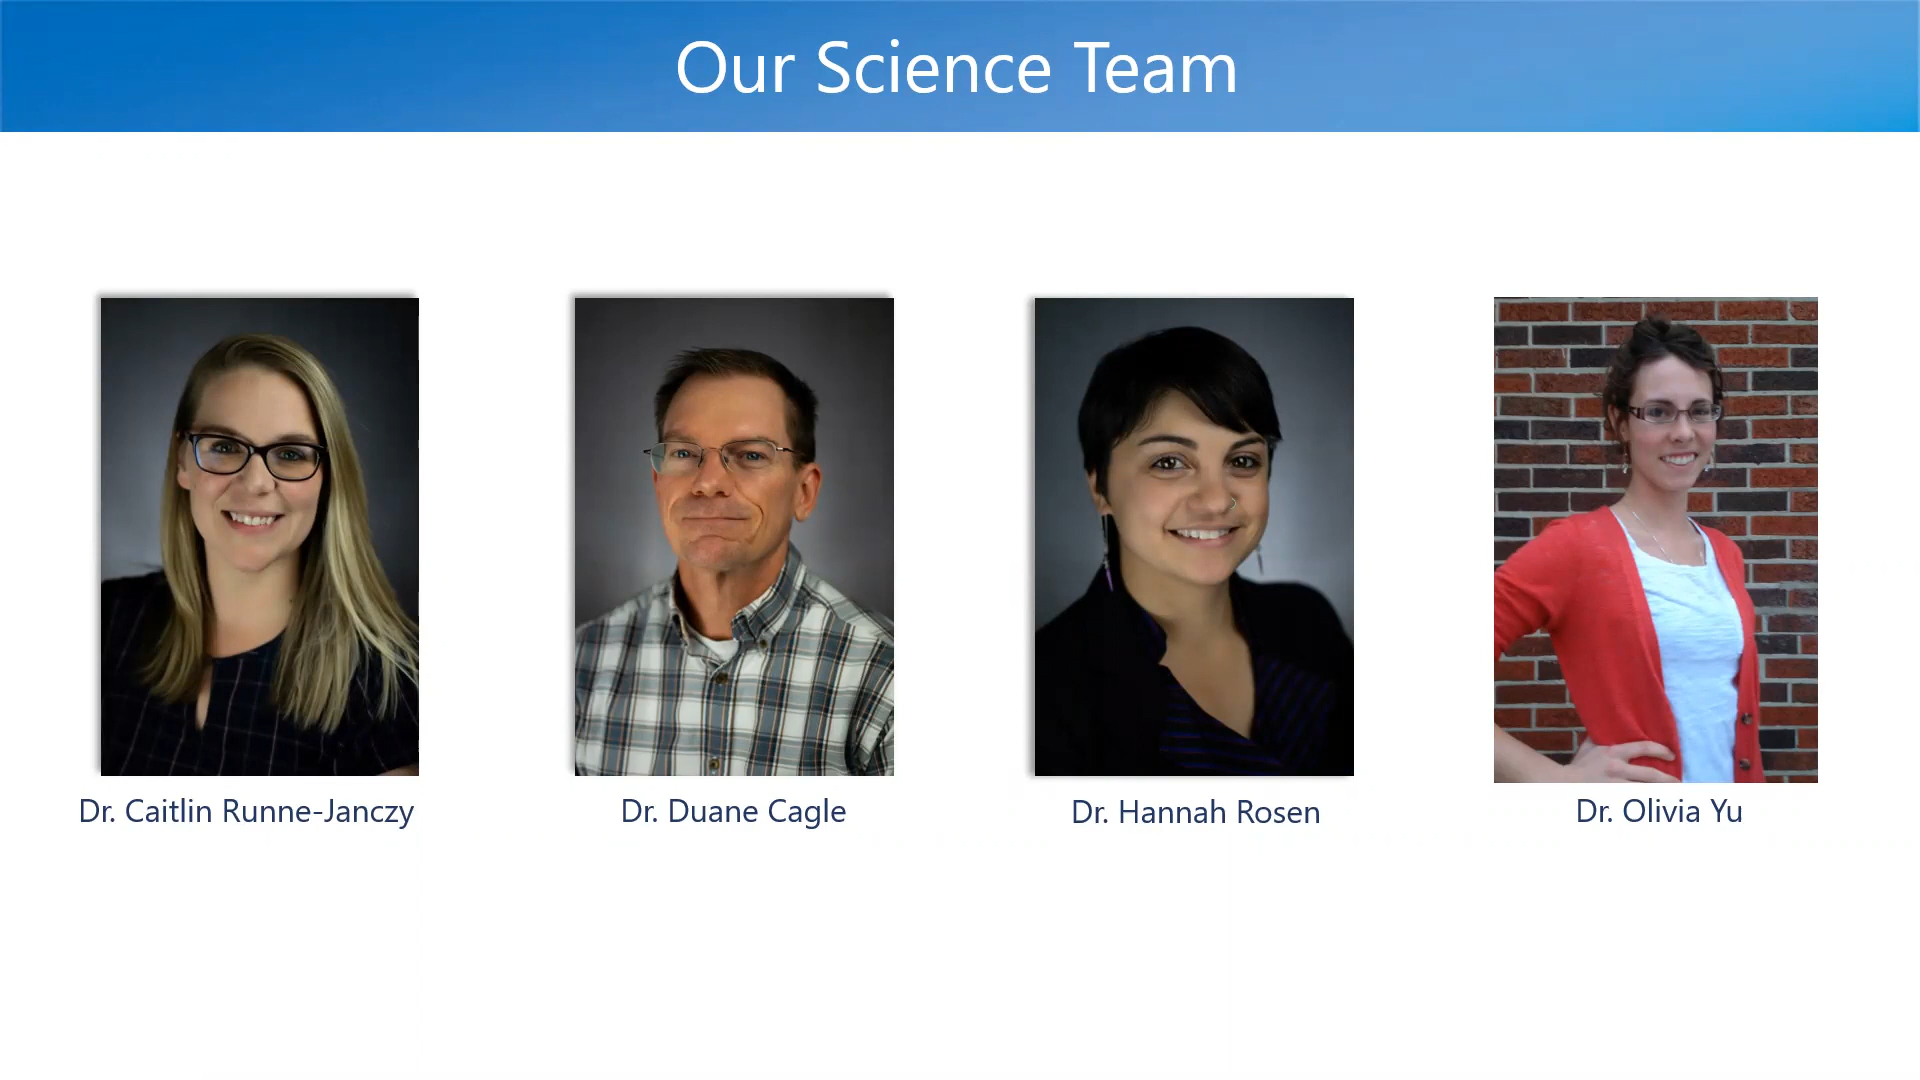 Our Science Team
Dr. Caitlin Runne-Janczy
Dr. Duane Cagle
Dr. Hannah Rosen
Dr. Olivia Yu